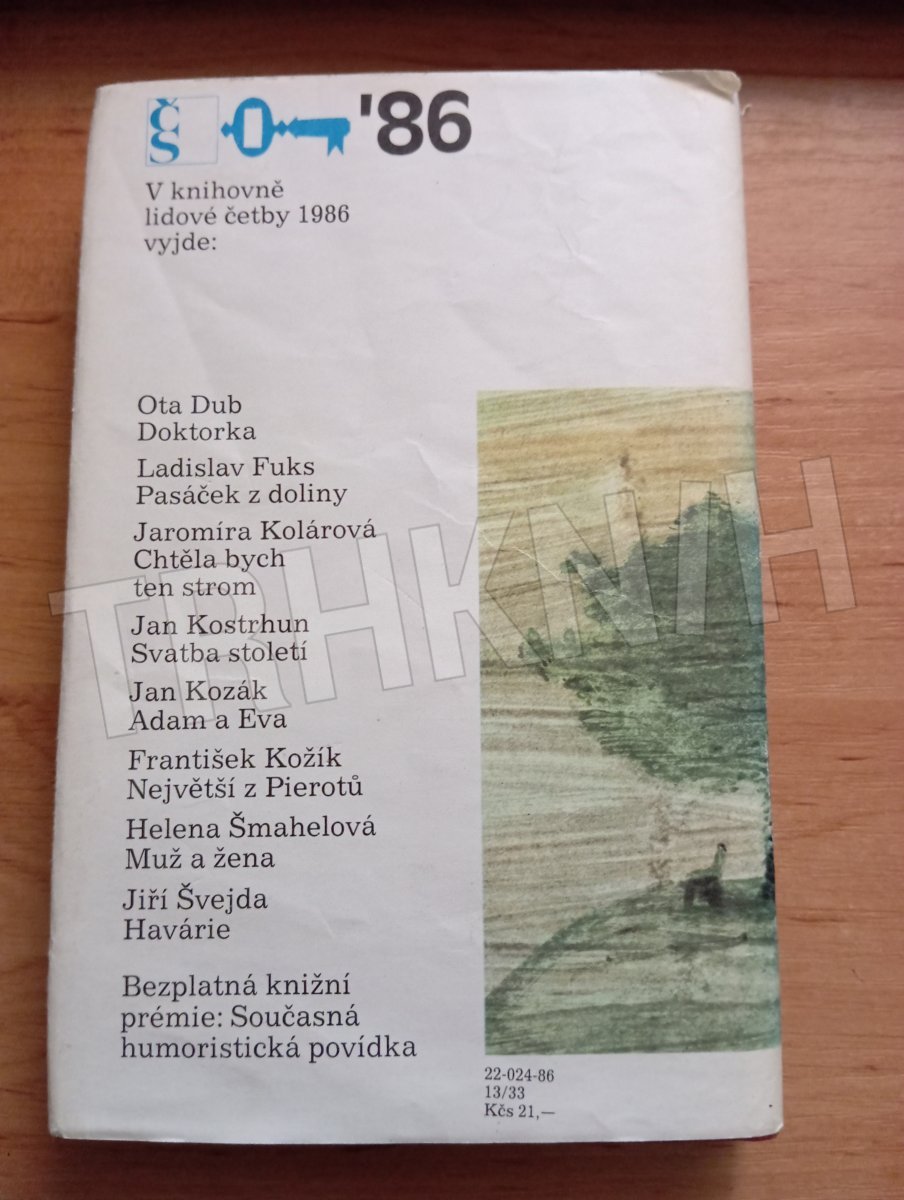 ČS '86
V knihovně
lidové četby 1986
vyjde:
Ota Dub
Doktorka
Ladislav Fuks
Pasáček z doliny
Jaromíra Kolárová
Chtěla bych
ten strom
Jan Kostrhun
Svatba století
Jan Kozák
Adam a Eva
František Kožík
Největší z Pierotů
Helena Šmahelová
Muž a žena
Jiří Švejda
Havárie
Bezplatná knižní
prémie: Současná
humoristická povídka
22-024-86
13/33
Kčs 21,—
TRHKNIH